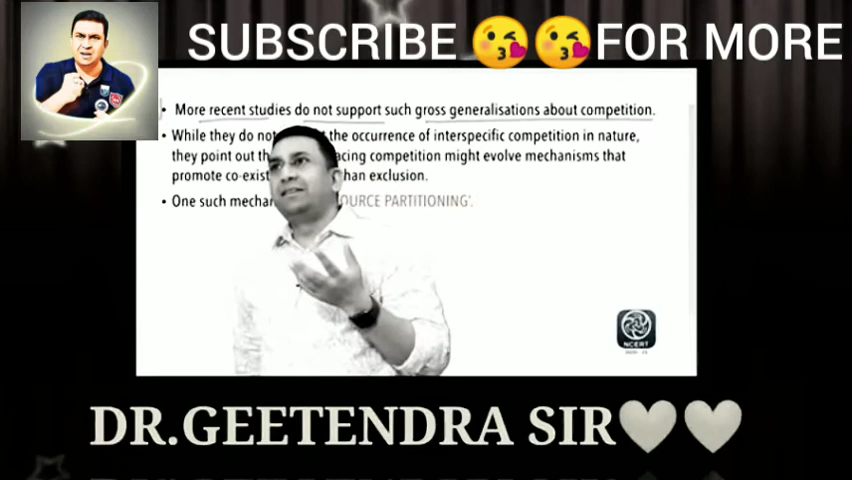 SUBSCRIBE 😘😘FOR MORE
• More recent studies do not support such gross generalisations about competition.
• While they do not the occurrence of interspecific competition in nature,
they point out acing competition might evolve mechanisms that
promote co-exist han exclusion.
• One such mechan OURCE PARTITIONING'.
NCERT
DR.GEETENDRA SIR🤍🤍